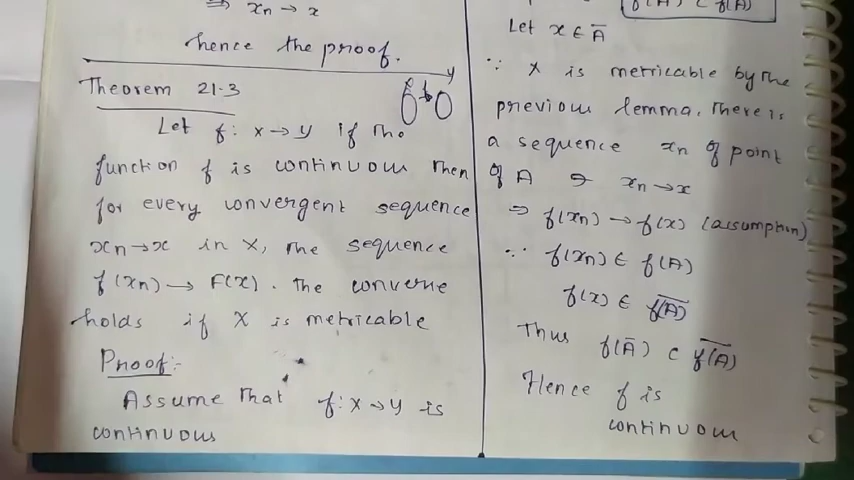 ⇒ xn → x
hence the proof.
Theorem 21.3
x f y
Let f: x → y if the
function f is continuous then
for every convergent sequence
xn → x in X, the sequence
f(xn) → F(x). The converse
holds if X is metricable
Proof:-
Assume that f: x → y is
continuous
f(Ā) ⊂ f(A)
Let x ∈ Ā
∵ X is metricable by the
previous lemma, There is
a sequence xn of point
of A ∋ xn → x
⇒ f(xn) → f(x) (assumption)
∵ f(xn) ∈ f(A)
f(x) ∈ \overline{f(A)}
Thus f(Ā) ⊂ \overline{f(A)}
Hence f is
continuous